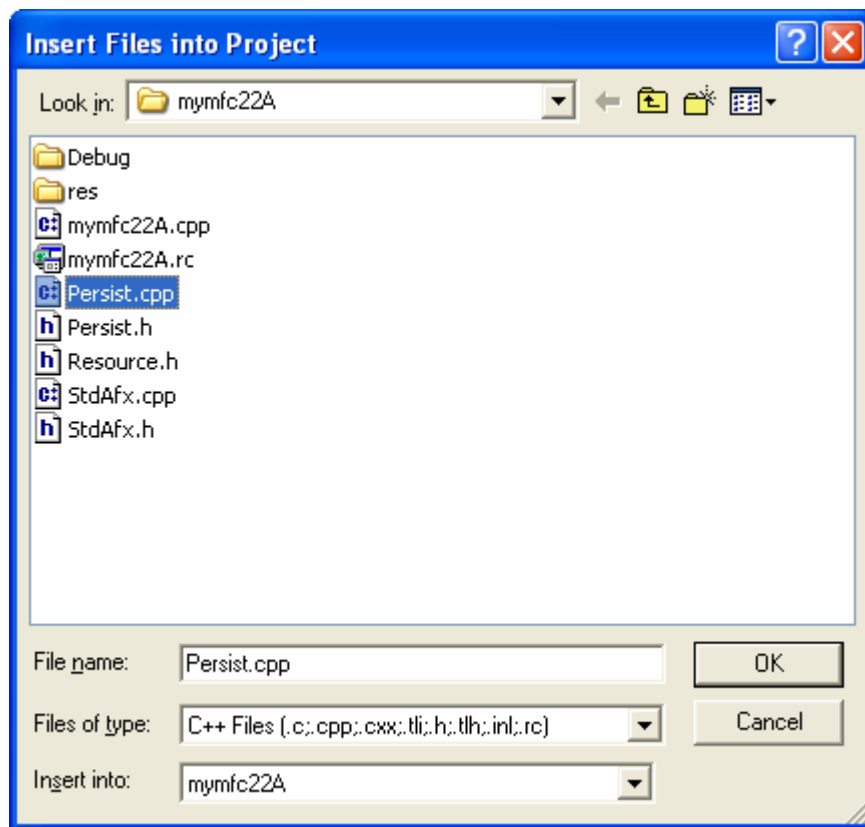 Insert Files into Project
Look in: mymfc22A
Debug
res
mymfc22A.cpp
mymfc22A.rc
Persist.cpp
Persist.h
Resource.h
StdAfx.cpp
StdAfx.h
File name: Persist.cpp OK
Files of type: C++ Files (.c;.cpp;.cxx;.tli;.h;.tlh;.inl;.rc) Cancel
Insert into: mymfc22A